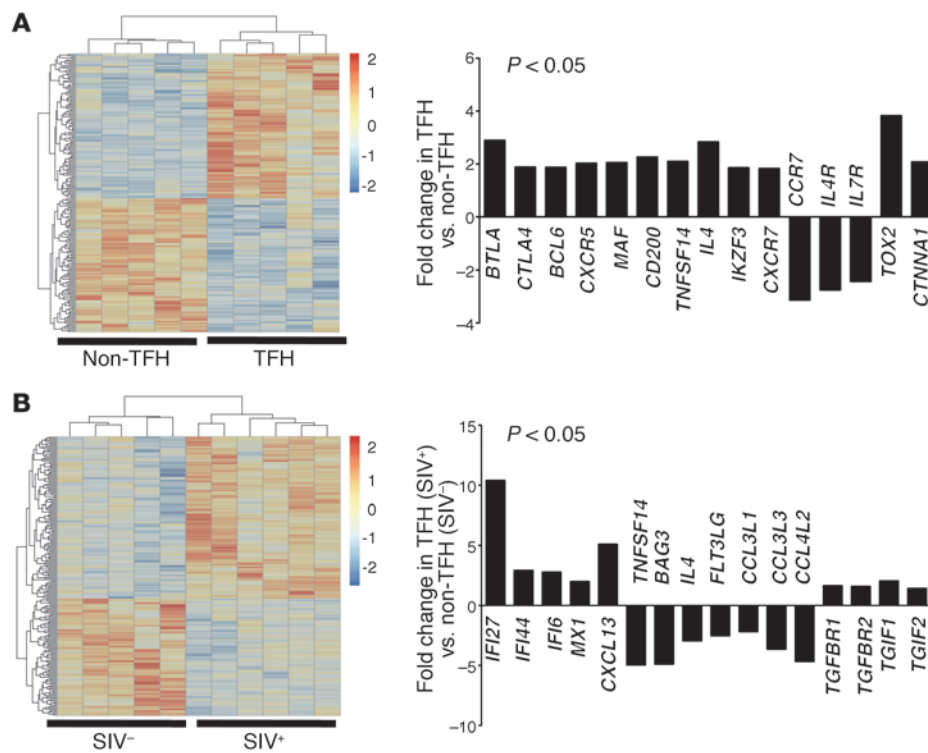 A
2
1
0
-1
-2
Non-TFH
TFH
Fold change in TFH
vs. non-TFH
6
4
2
0
−2
−4
P < 0.05
BTLA
CTLA4
BCL6
CXCR5
MAF
CD200
TNFSF14
IL4
IKZF3
CXCR7
CCR7
IL4R
IL7R
TOX2
CTNNA1
B
2
1
0
-1
-2
SIV⁻
SIV⁺
Fold change in TFH (SIV⁺)
vs. non-TFH (SIV⁻)
15
10
5
0
−5
−10
P < 0.05
IFI27
IFI44
IFI6
MX1
CXCL13
TNFSF14
BAG3
IL4
FLT3LG
CCL3L1
CCL3L3
CCL4L2
TGFBR1
TGFBR2
TGIF1
TGIF2